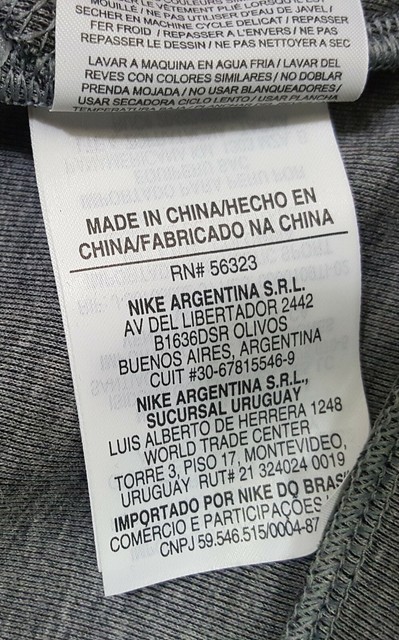 MOUILLÉ / NE PAS UTILISER D'EAU DE JAVEL /
SECHER EN MACHINE CYCLE DELICAT / REPASSER
FER FROID / REPASSER A L'ENVERS / NE PAS
REPASSER LE DESSIN / NE PAS NETTOYER A SEC
LAVAR A MAQUINA EN AGUA FRIA / LAVAR DEL
REVES CON COLORES SIMILARES / NO DOBLAR
PRENDA MOJADA / NO USAR BLANQUEADORES /
USAR SECADORA CICLO LENTO / USAR PLANCHA
MADE IN CHINA/HECHO EN
CHINA/FABRICADO NA CHINA
RN# 56323
NIKE ARGENTINA S.R.L.
AV DEL LIBERTADOR 2442
B1636DSR OLIVOS
BUENOS AIRES, ARGENTINA
CUIT #30-67815546-9
NIKE ARGENTINA S.R.L.,
SUCURSAL URUGUAY
LUIS ALBERTO DE HERRERA 1248
WORLD TRADE CENTER
TORRE 3, PISO 17, MONTEVIDEO,
URUGUAY RUT# 21 324024 0019
IMPORTADO POR NIKE DO BRASI
COMÉRCIO E PARTICIPAÇÕES
CNPJ 59.546.515/0004-87